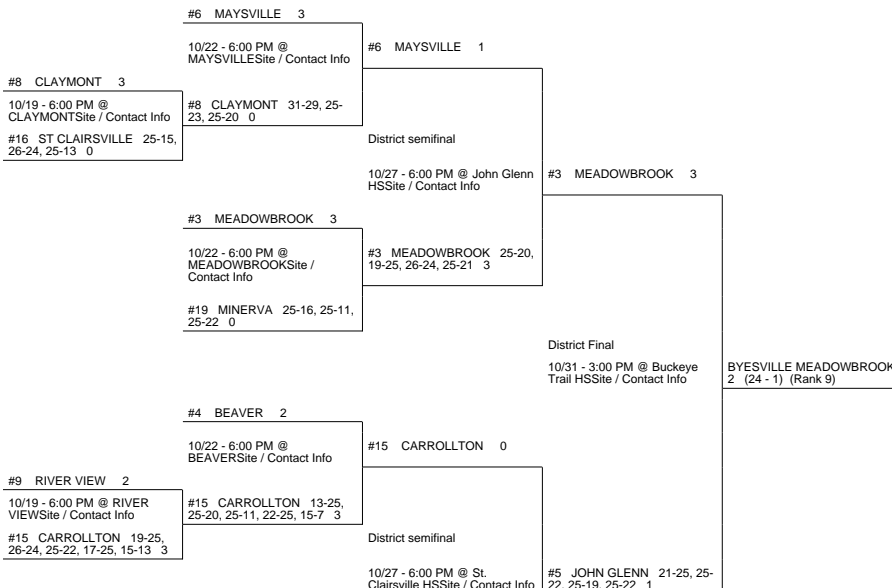 #6 MAYSVILLE 3
10/22 - 6:00 PM @
MAYSVILLESite / Contact Info
#6 MAYSVILLE 1
#8 CLAYMONT 3
10/19 - 6:00 PM @
CLAYMONTSite / Contact Info
#16 ST CLAIRSVILLE 25-15,
26-24, 25-13 0
#8 CLAYMONT 31-29, 25-
23, 25-20 0
District semifinal
10/27 - 6:00 PM @ John Glenn
HSSite / Contact Info
#3 MEADOWBROOK 3
#3 MEADOWBROOK 3
10/22 - 6:00 PM @
MEADOWBROOKSite /
Contact Info
#3 MEADOWBROOK 25-20,
19-25, 26-24, 25-21 3
#19 MINERVA 25-16, 25-11,
25-22 0
District Final
10/31 - 3:00 PM @ Buckeye
Trail HSSite / Contact Info
BYESVILLE MEADOWBROOK
2 (24 - 1) (Rank 9)
#4 BEAVER 2
10/22 - 6:00 PM @
BEAVERSite / Contact Info
#15 CARROLLTON 0
#9 RIVER VIEW 2
10/19 - 6:00 PM @ RIVER
VIEWSite / Contact Info
#15 CARROLLTON 19-25,
26-24, 25-22, 17-25, 15-13 3
#15 CARROLLTON 13-25,
25-20, 25-11, 22-25, 15-7 3
District semifinal
10/27 - 6:00 PM @ St.
Clairsville HSSite / Contact Info
#5 JOHN GLENN 21-25, 25-
22, 25-19, 25-22 1